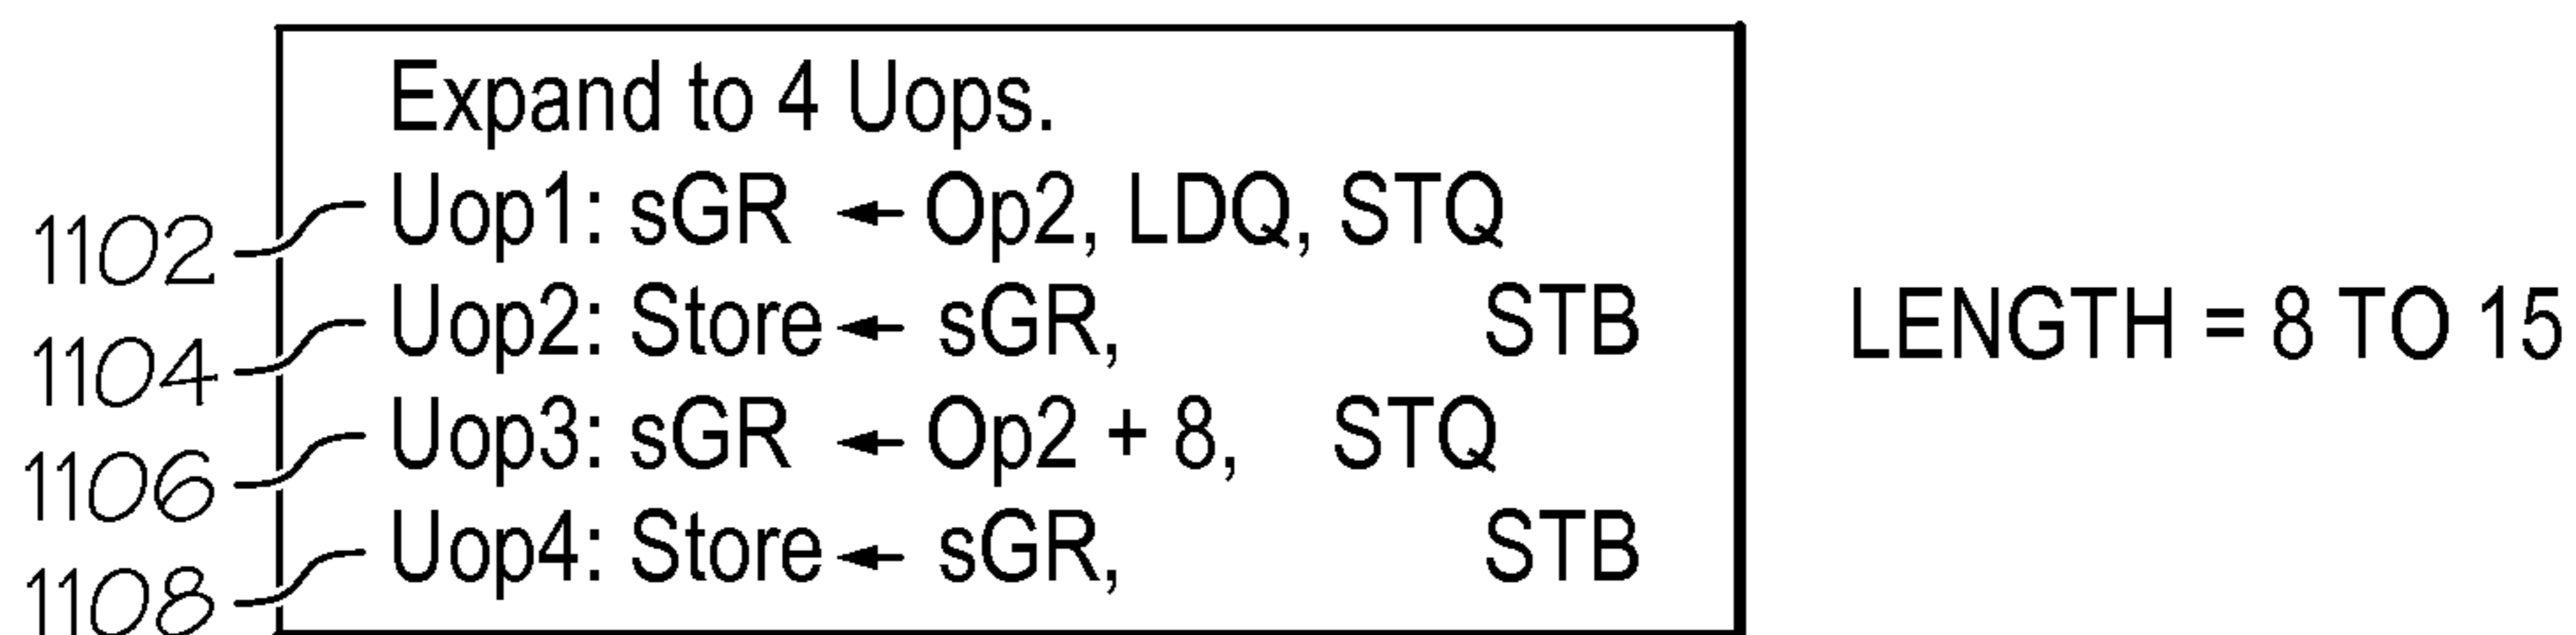 Expand to 4 Uops.
1102 Uop1: sGR ← Op2, LDQ, STQ
1104 Uop2: Store ← sGR, STB
LENGTH = 8 TO 15
1106 Uop3: sGR ← Op2 + 8, STQ
1108 Uop4: Store ← sGR, STB